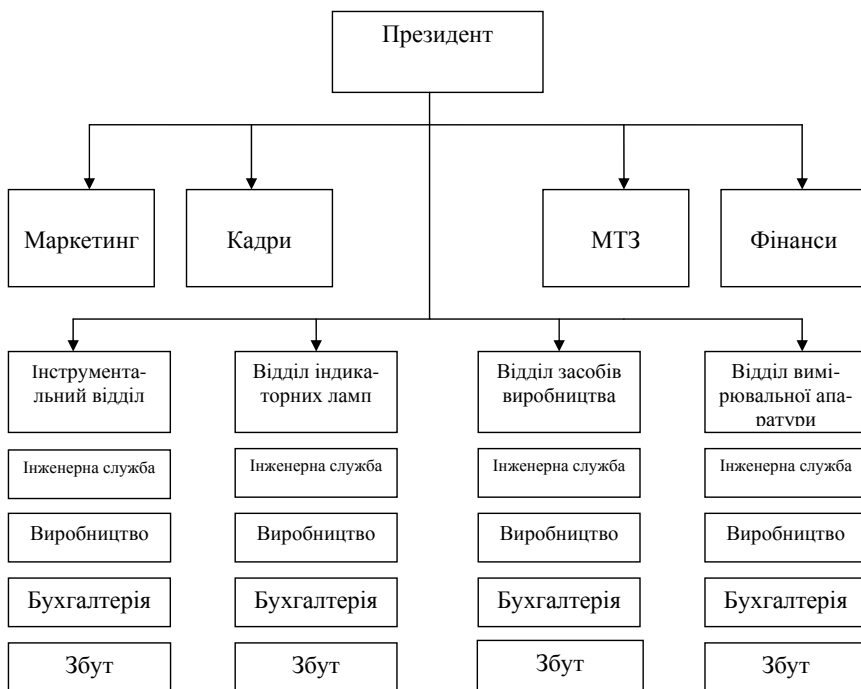 Президент
Маркетинг
Кадри
МТЗ
Фінанси
Інструмента-
льний відділ
Відділ індика-
торних ламп
Відділ засобів
виробництва
Відділ вимі-
рювальної апа-
ратури
Інженерна служба
Інженерна служба
Інженерна служба
Інженерна служба
Виробництво
Виробництво
Виробництво
Виробництво
Бухгалтерія
Бухгалтерія
Бухгалтерія
Бухгалтерія
Збут
Збут
Збут
Збут